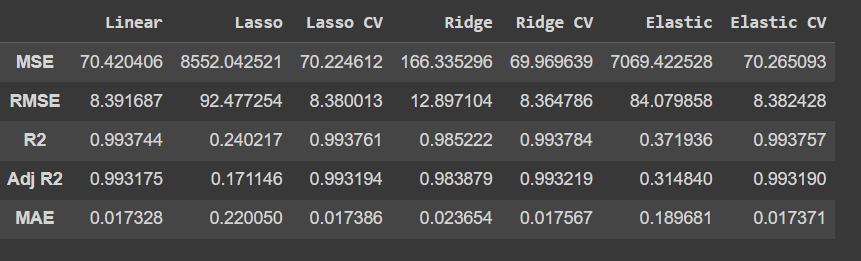 Linear Lasso Lasso CV Ridge Ridge CV Elastic Elastic CV
MSE 70.420406 8552.042521 70.224612 166.335296 69.969639 7069.422528 70.265093
RMSE 8.391687 92.477254 8.380013 12.897104 8.364786 84.079858 8.382428
R2 0.993744 0.240217 0.993761 0.985222 0.993784 0.371936 0.993757
Adj R2 0.993175 0.171146 0.993194 0.983879 0.993219 0.314840 0.993190
MAE 0.017328 0.220050 0.017386 0.023654 0.017567 0.189681 0.017371